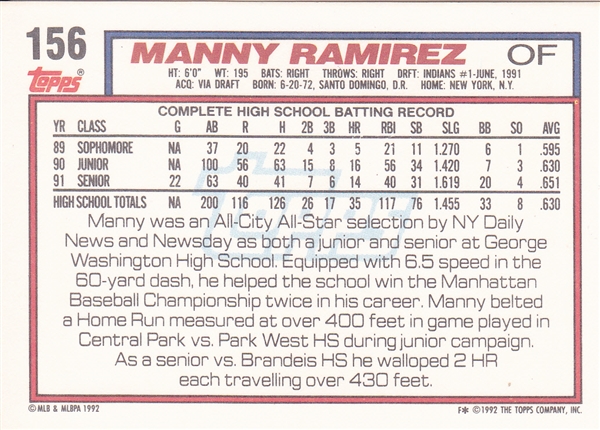 156
Topps®
MANNY RAMIREZ OF
HT: 6'0" WT: 195 BATS: RIGHT THROWS: RIGHT DRFT: INDIANS #1-JUNE, 1991
ACQ: VIA DRAFT BORN: 6-20-72, SANTO DOMINGO, D.R. HOME: NEW YORK, N.Y.
COMPLETE HIGH SCHOOL BATTING RECORD
YR CLASS G AB R H 2B 3B HR RBI SB SLG BB SO AVG
89 SOPHOMORE NA 37 20 22 4 3 5 21 11 1.270 6 1 .595
90 JUNIOR NA 100 56 63 15 8 16 56 34 1.420 7 3 .630
91 SENIOR 22 63 40 41 7 6 14 40 31 1.619 20 4 .651
HIGH SCHOOL TOTALS NA 200 116 126 26 17 35 117 76 1.455 33 8 .630
Manny was an All-City All-Star selection by NY Daily
News and Newsday as both a junior and senior at George
Washington High School. Equipped with 6.5 speed in the
60-yard dash, he helped the school win the Manhattan
Baseball Championship twice in his career. Manny belted
a Home Run measured at over 400 feet in game played in
Central Park vs. Park West HS during junior campaign.
As a senior vs. Brandeis HS he walloped 2 HR
each travelling over 430 feet.
© MLB & MLBPA 1992 F* © 1992 THE TOPPS COMPANY, INC.